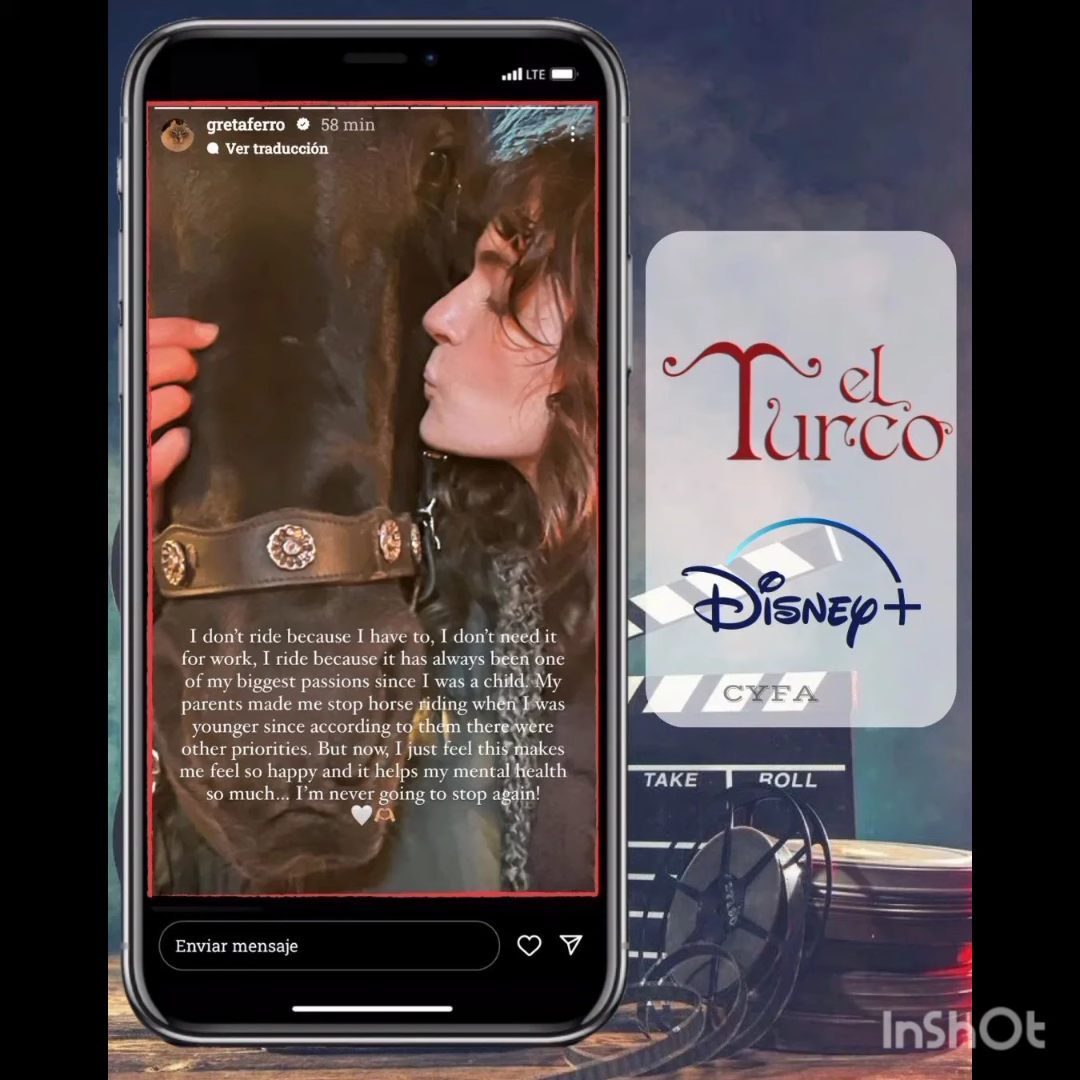 LTE
gretaferro 58 min
Ver traducción
I don't ride because I have to, I don't need it
for work, I ride because it has always been one
of my biggest passions since I was a child. My
parents made me stop horse riding when I was
younger since according to them there were
other priorities. But now, I just feel this makes
me feel so happy and it helps my mental health
so much... I'm never going to stop again!
🤍🫶🏼
Enviar mensaje
el
Turco
Disney+
CYFA
TAKE ROLL
InShOt